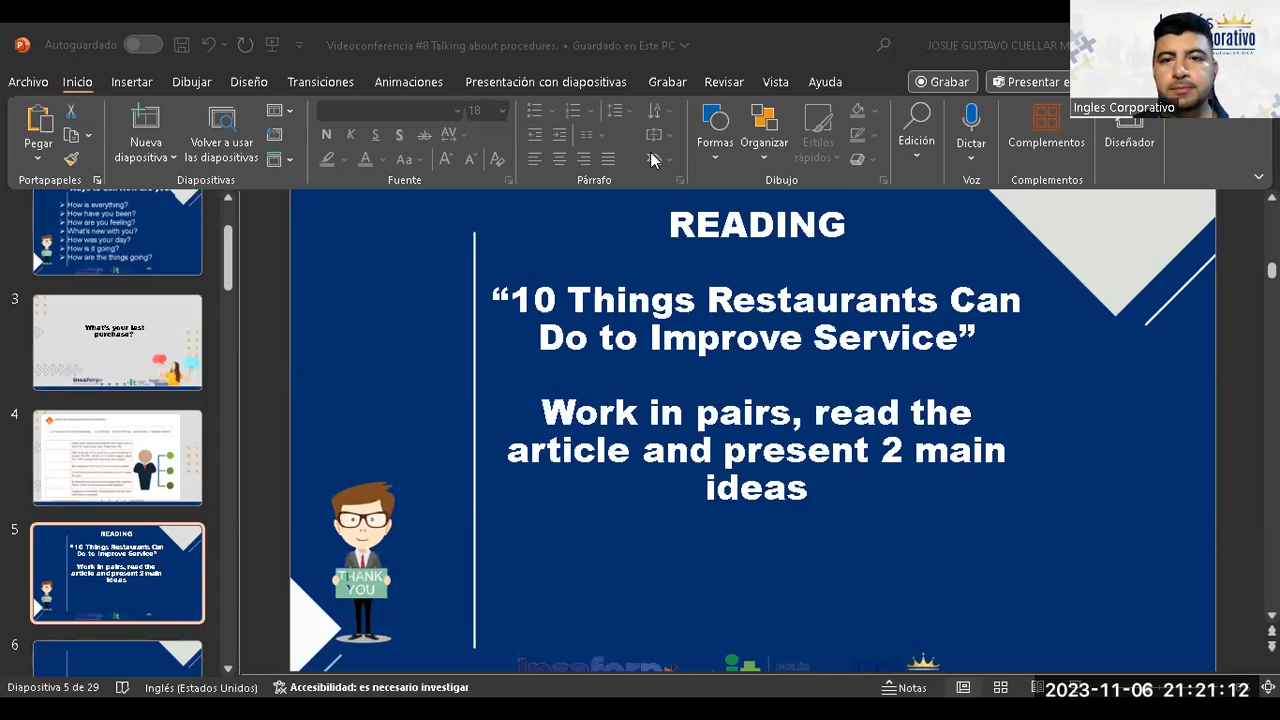 Autoguardado
Videoconferencia #8 Talking about procedures. • Guardado en Este PC
JOSUE GUSTAVO CUELLAR M
Archivo Inicio Insertar Dibujar Diseño Transiciones Animaciones Presentación con diapositivas Grabar Revisar Vista Ayuda
Grabar
Presentar e
Ingles Corporativo
18
Pegar
Nueva diapositiva
Volver a usar diapositivas
Formas
Organizar
Estilos rápidos
Edición
Dictar
Complementos
Diseñador
Portapapeles
Diapositivas
Fuente
Párrafo
Dibujo
Voz
Complementos
How is everything?
How have you been?
How are you feeling?
What's new with you?
How was your day?
How is it going?
How are the things going?
3
What's your last
purchase?
4
5
READING
"10 Things Restaurants Can
Do to Improve Service"
Work in pairs, read the
article and present 2 main
ideas
6
READING
“10 Things Restaurants Can
Do to Improve Service”
Work in pairs, read the
article and present 2 main
ideas
THANK
YOU
Diapositiva 5 de 29
Inglés (Estados Unidos)
Accesibilidad: es necesario investigar
Notas
2023-11-06 21:21:12